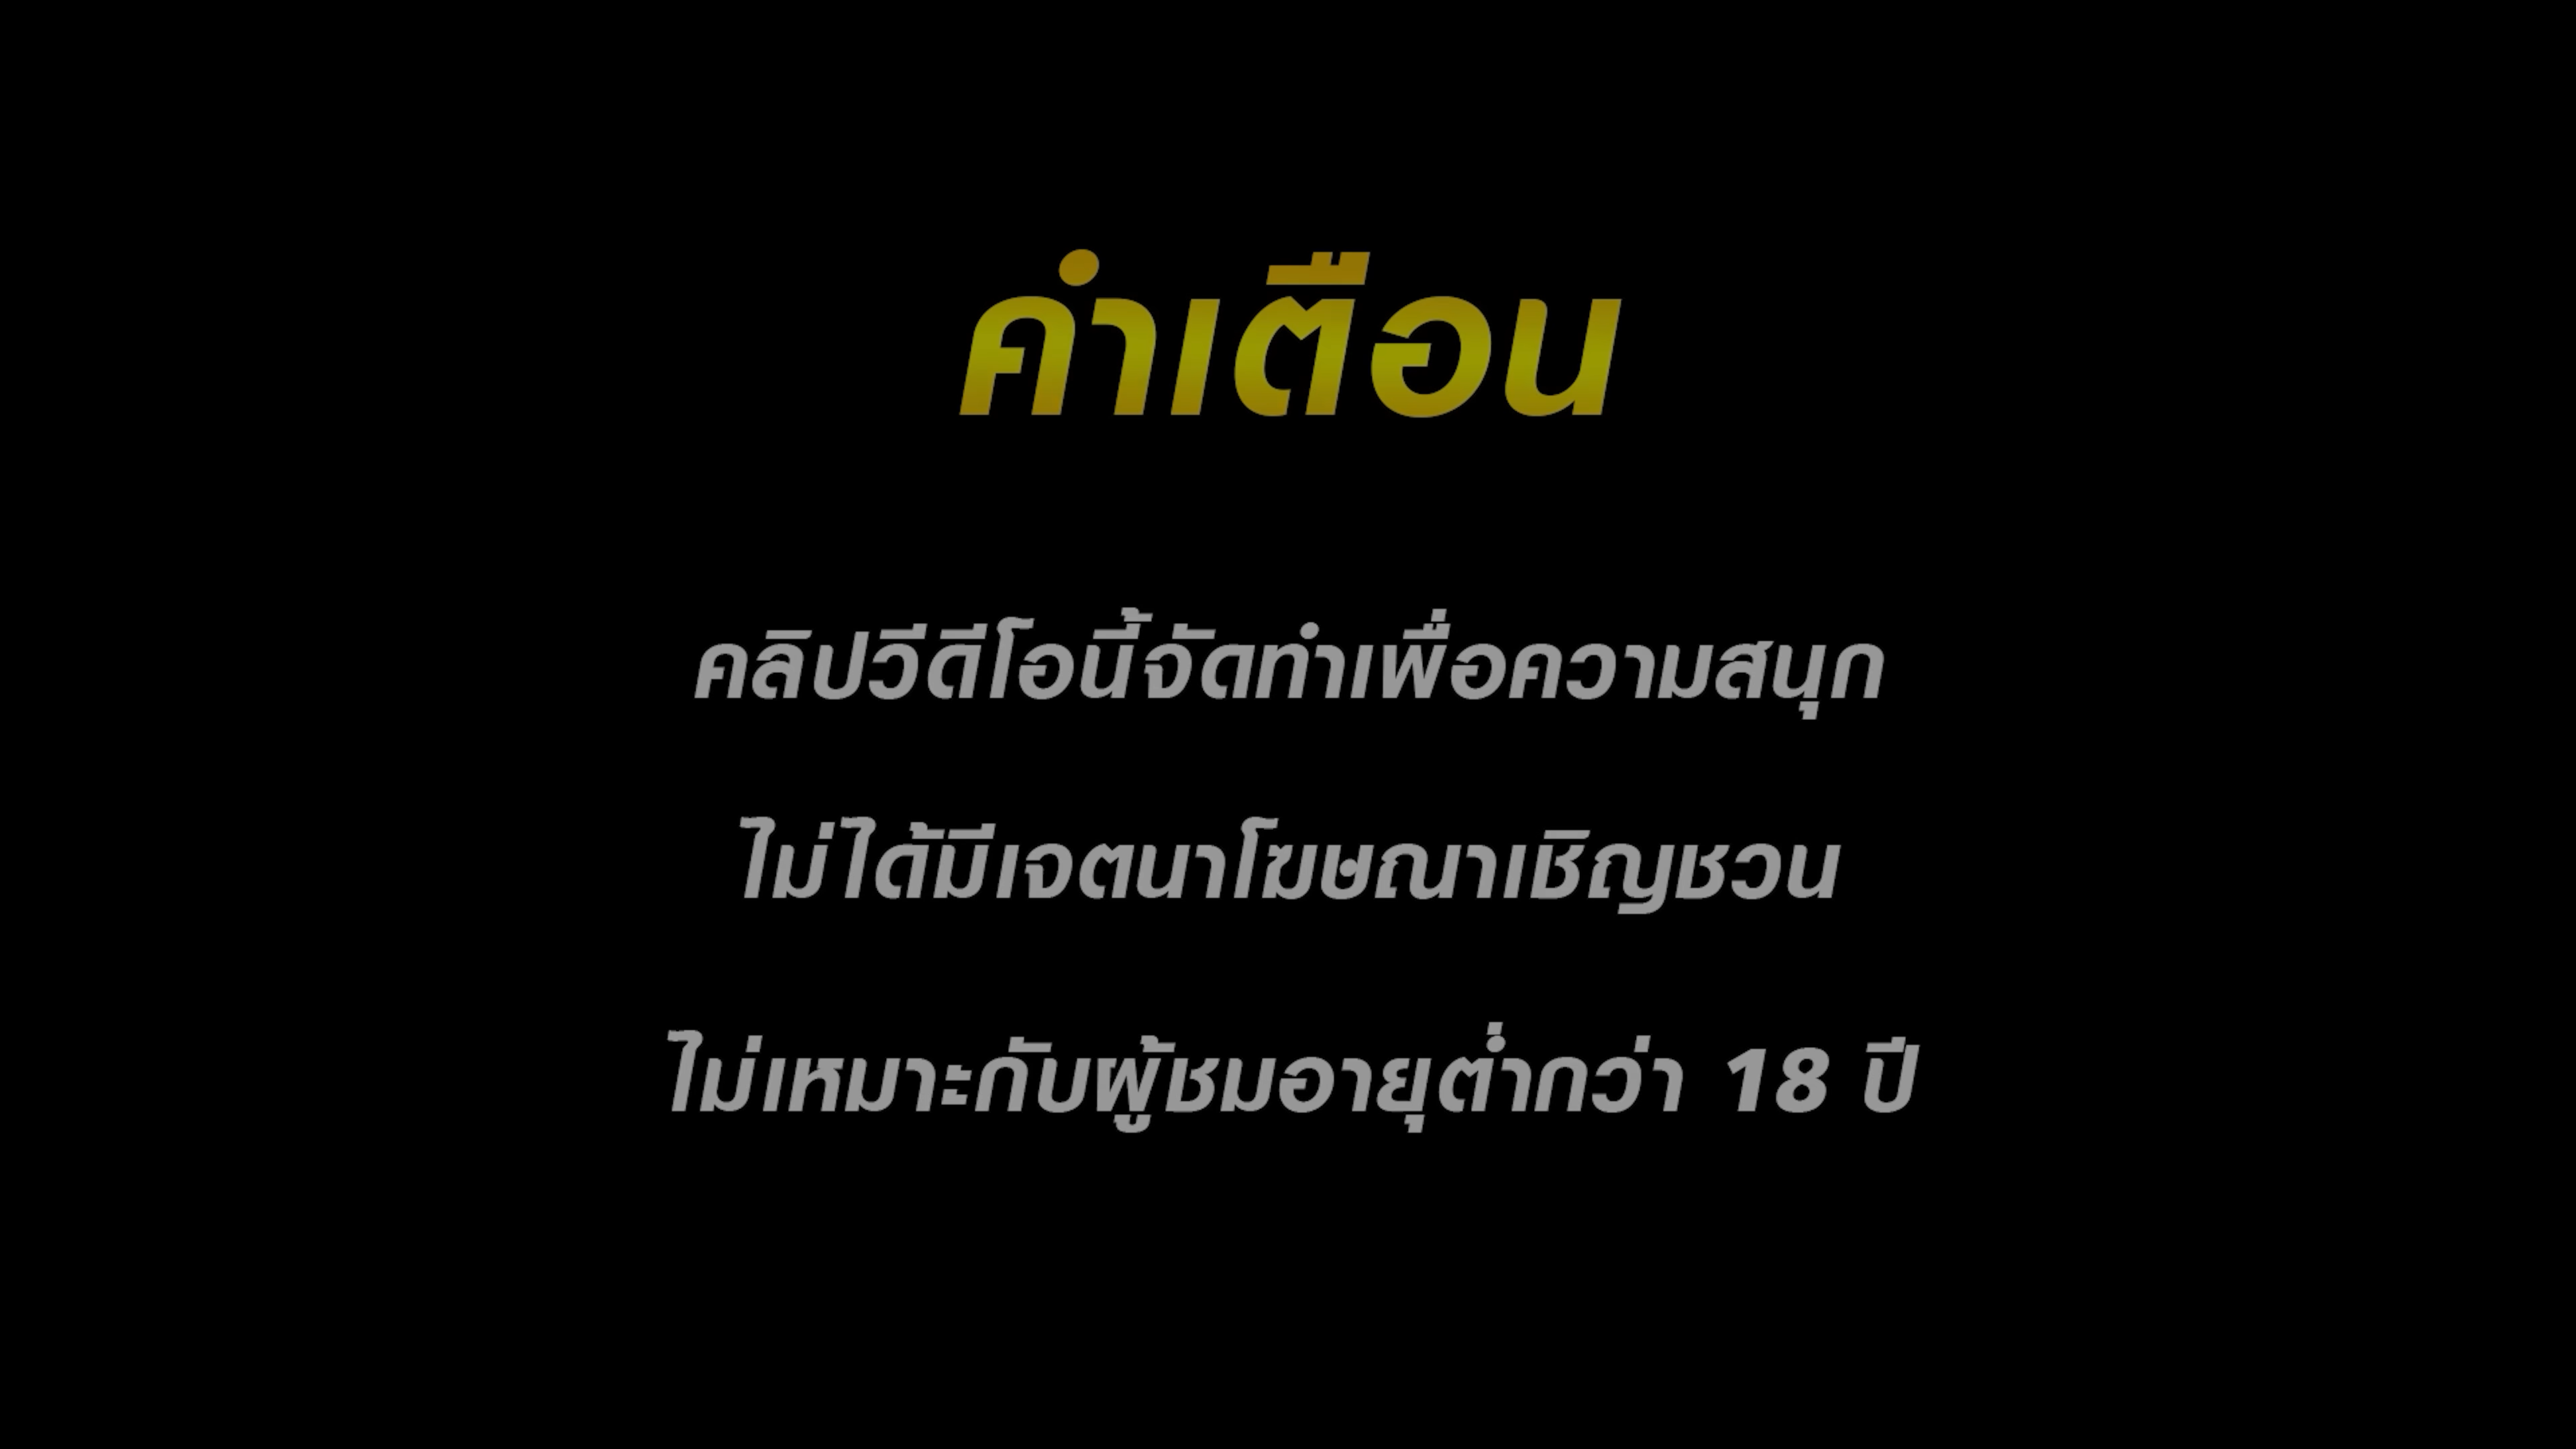 คำเตือน
คลิปวีดีโอนี้จัดทำเพื่อความสนุก
ไม่ได้มีเจตนาโฆษณาเชิญชวน
ไม่เหมาะกับผู้ชมอายุต่ำกว่า 18 ปี